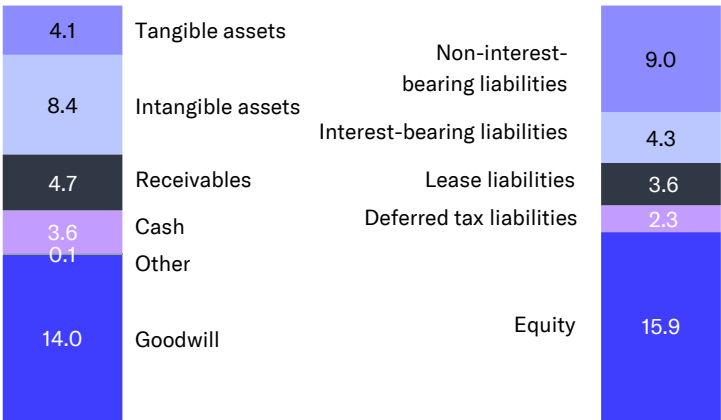 4.1 Tangible assets
8.4 Intangible assets
4.7 Receivables
3.6 Cash
0.1 Other
14.0 Goodwill
Non-interest-
bearing liabilities 9.0
Interest-bearing liabilities 4.3
Lease liabilities 3.6
Deferred tax liabilities 2.3
Equity 15.9